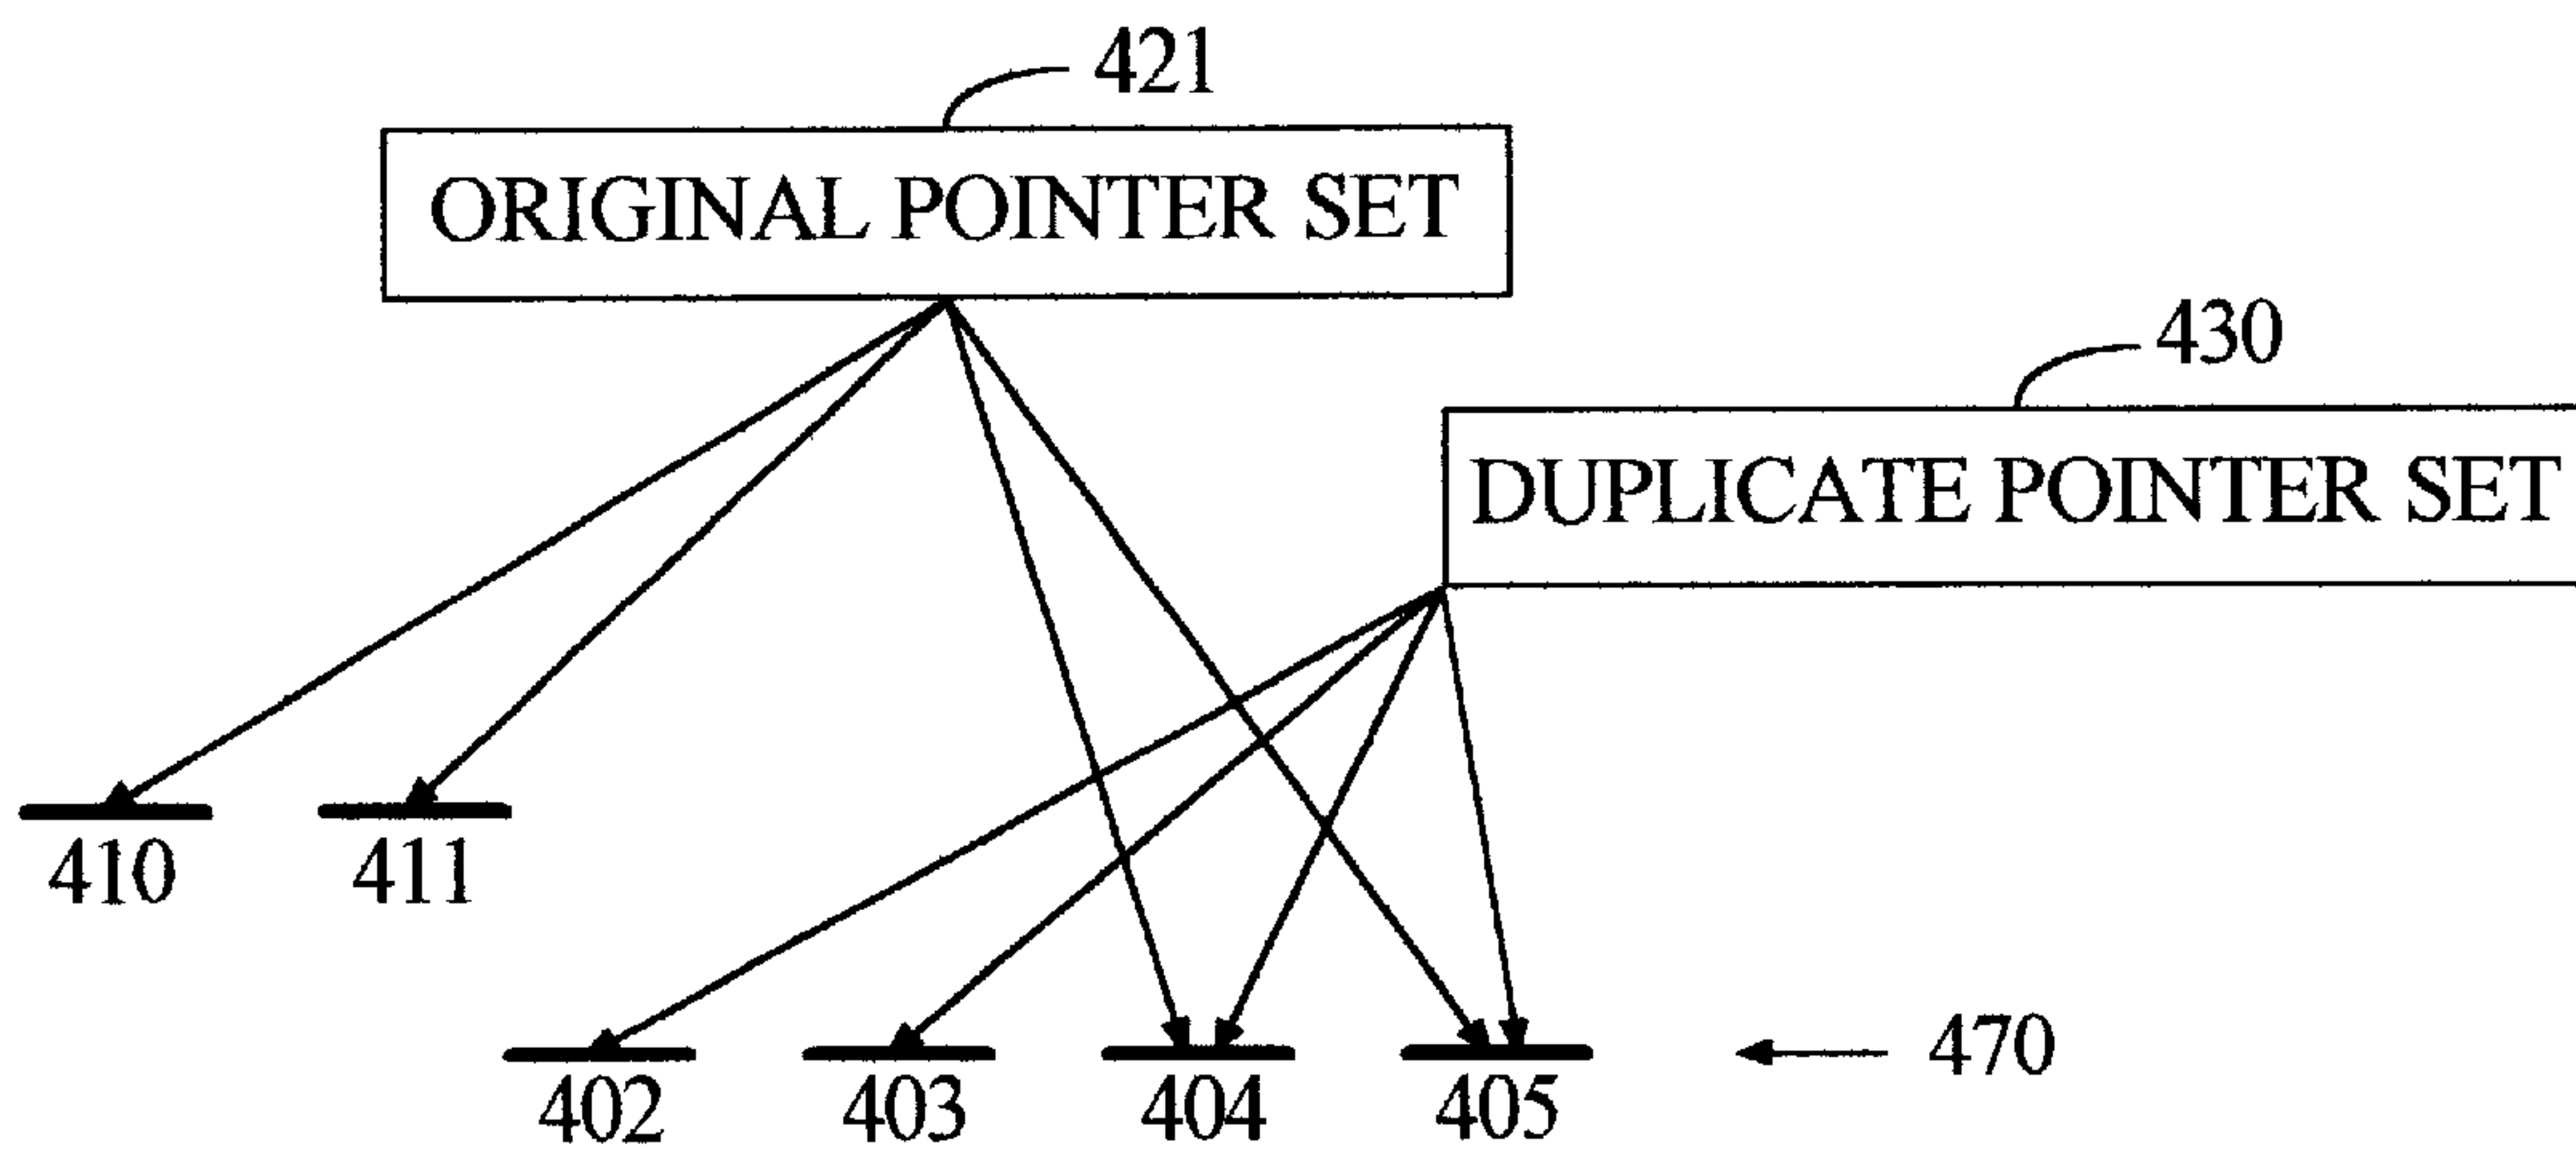 421
ORIGINAL POINTER SET
430
DUPLICATE POINTER SET
410 411
402 403 404 405 470